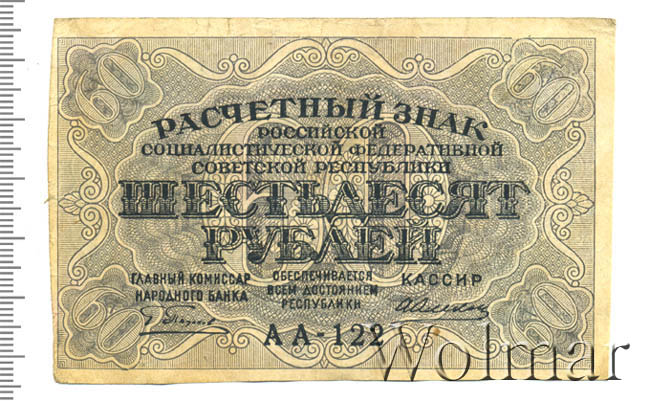 60 60
РАСЧЕТНЫЙ ЗНАК
РОССИЙСКОЙ
СОЦИАЛИСТИЧЕСКОЙ ФЕДЕРАТИВНОЙ
СОВЕТСКОЙ РЕСПУБЛИКИ
ШЕСТЬДЕСЯТ
РУБЛЕЙ
ГЛАВНЫЙ КОМИССАР
НАРОДНОГО БАНКА
ОБЕСПЕЧИВАЕТСЯ
ВСЕМ ДОСТОЯНИЕМ
РЕСПУБЛИКИ
КАССИР
АА-122
60 60
Wolmar